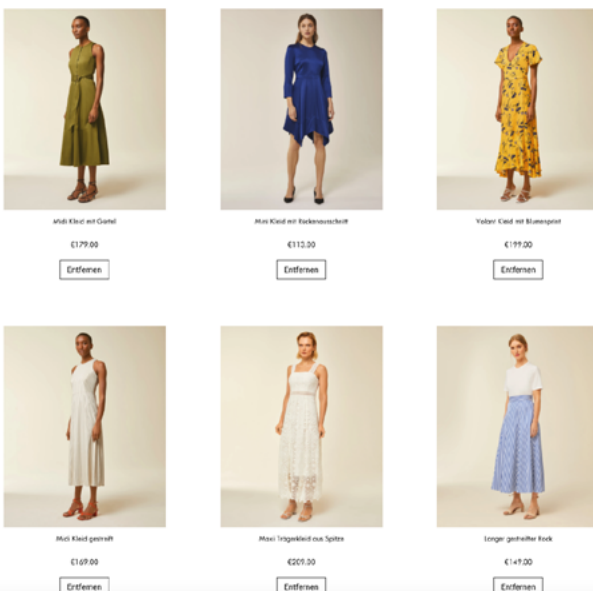 Midi Kleid mit Gürtel
Mini Kleid mit Rückenausschnitt
Volant Kleid mit Blumenprint
€179.00
€113.00
€199.00
Entfernen
Entfernen
Entfernen
Midi Kleid gestreift
Maxi Trägerkleid aus Spitze
Langer gestreifter Rock
€169.00
€209.00
€149.00
Entfernen
Entfernen
Entfernen